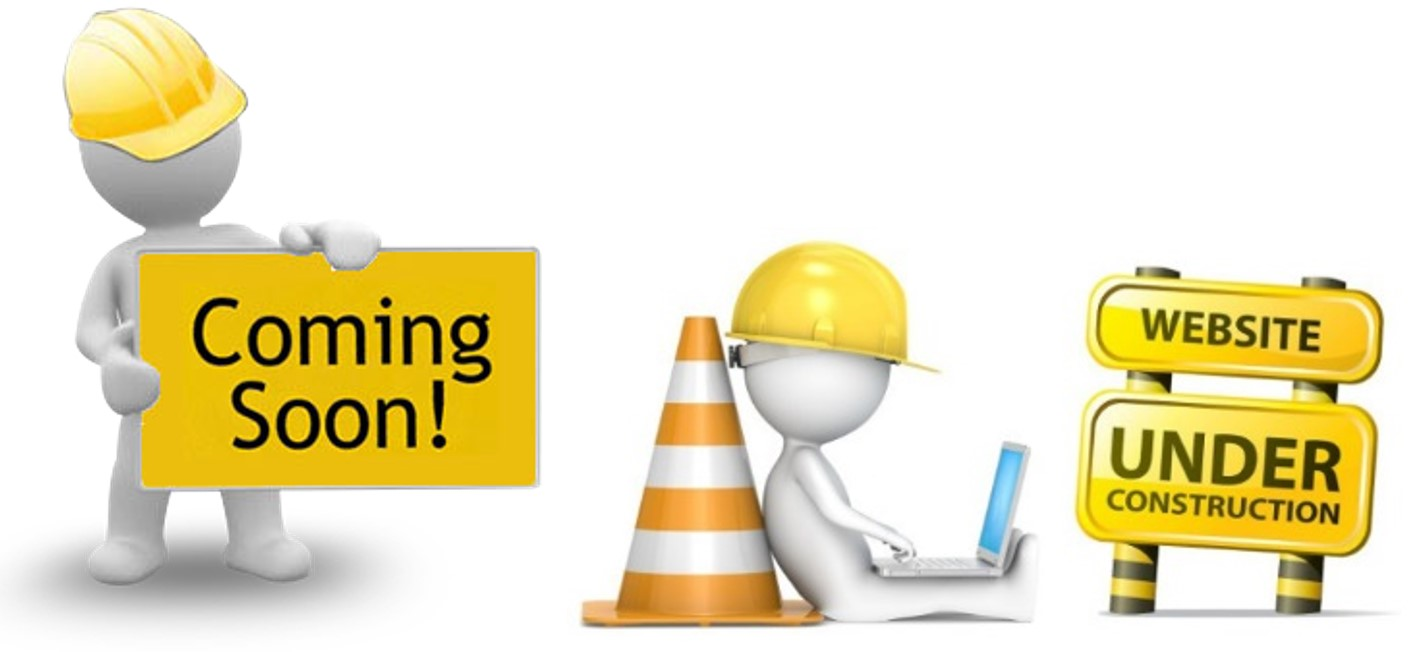 Coming
Soon!
WEBSITE
UNDER
CONSTRUCTION